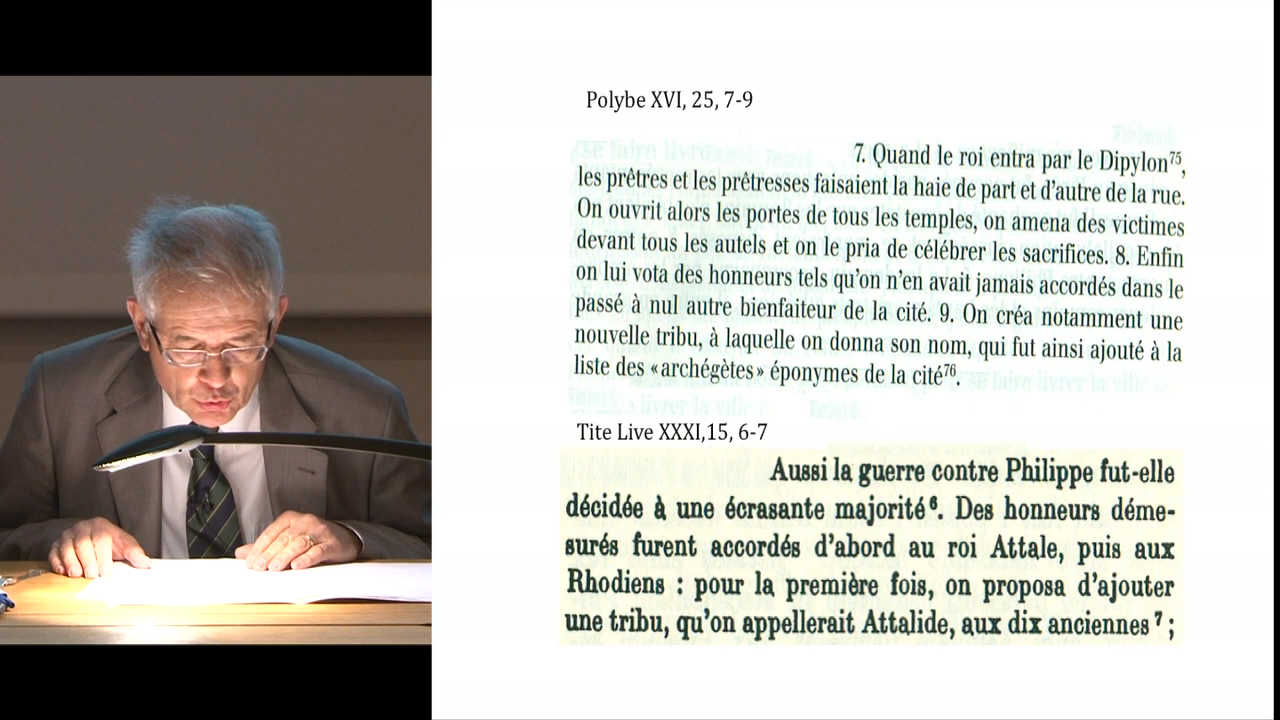 Polybe XVI, 25, 7-9
7. Quand le roi entra par le Dipylon⁷⁵,
les prêtres et les prêtresses faisaient la haie de part et d'autre de la rue.
On ouvrit alors les portes de tous les temples, on amena des victimes
devant tous les autels et on le pria de célébrer les sacrifices. 8. Enfin
on lui vota des honneurs tels qu'on n'en avait jamais accordés dans le
passé à nul autre bienfaiteur de la cité. 9. On créa notamment une
nouvelle tribu, à laquelle on donna son nom, qui fut ainsi ajouté à la
liste des «archégètes» éponymes de la cité⁷⁶.
Tite Live XXXI,15, 6-7
Aussi la guerre contre Philippe fut-elle
décidée à une écrasante majorité⁶. Des honneurs déme-
surés furent accordés d'abord au roi Attale, puis aux
Rhodiens : pour la première fois, on proposa d'ajouter
une tribu, qu'on appellerait Attalide, aux dix anciennes⁷ ;